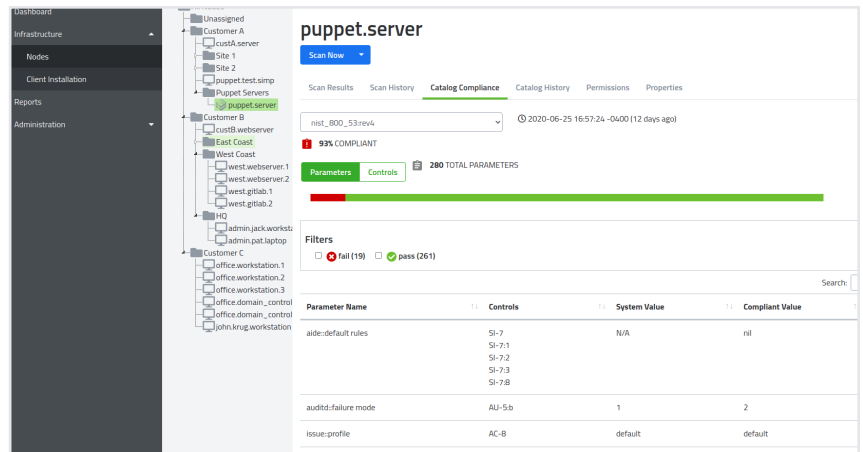 Dashboard
Infrastructure
Nodes
Client Installation
Reports
Administration
Unassigned
Customer A
custA.server
Site 1
Site 2
puppet.test.simp
Puppet Servers
puppet.server
Customer B
custB.webserver
East Coast
West Coast
west.webserver.1
west.webserver.2
west.gitlab.1
west.gitlab.2
HQ
admin.jack.worksta
admin.pat.laptop
Customer C
office.workstation.1
office.workstation.2
office.workstation.3
office.domain_control
office.domain_control
john.krug.workstation
puppet.server
Scan Now
Scan Results Scan History Catalog Compliance Catalog History Permissions Properties
nist_800_53:rev4 2020-06-25 16:57:24 -0400 (12 days ago)
93% COMPLIANT
Parameters Controls 280 TOTAL PARAMETERS
Filters
fail (19) pass (261)
Search:
Parameter Name Controls System Value Compliant Value
aide::default rules SI-7 N/A nil
SI-7:1
SI-7:2
SI-7:3
SI-7:8
auditd::failure mode AU-5:b 1 2
issue::profile AC-8 default default